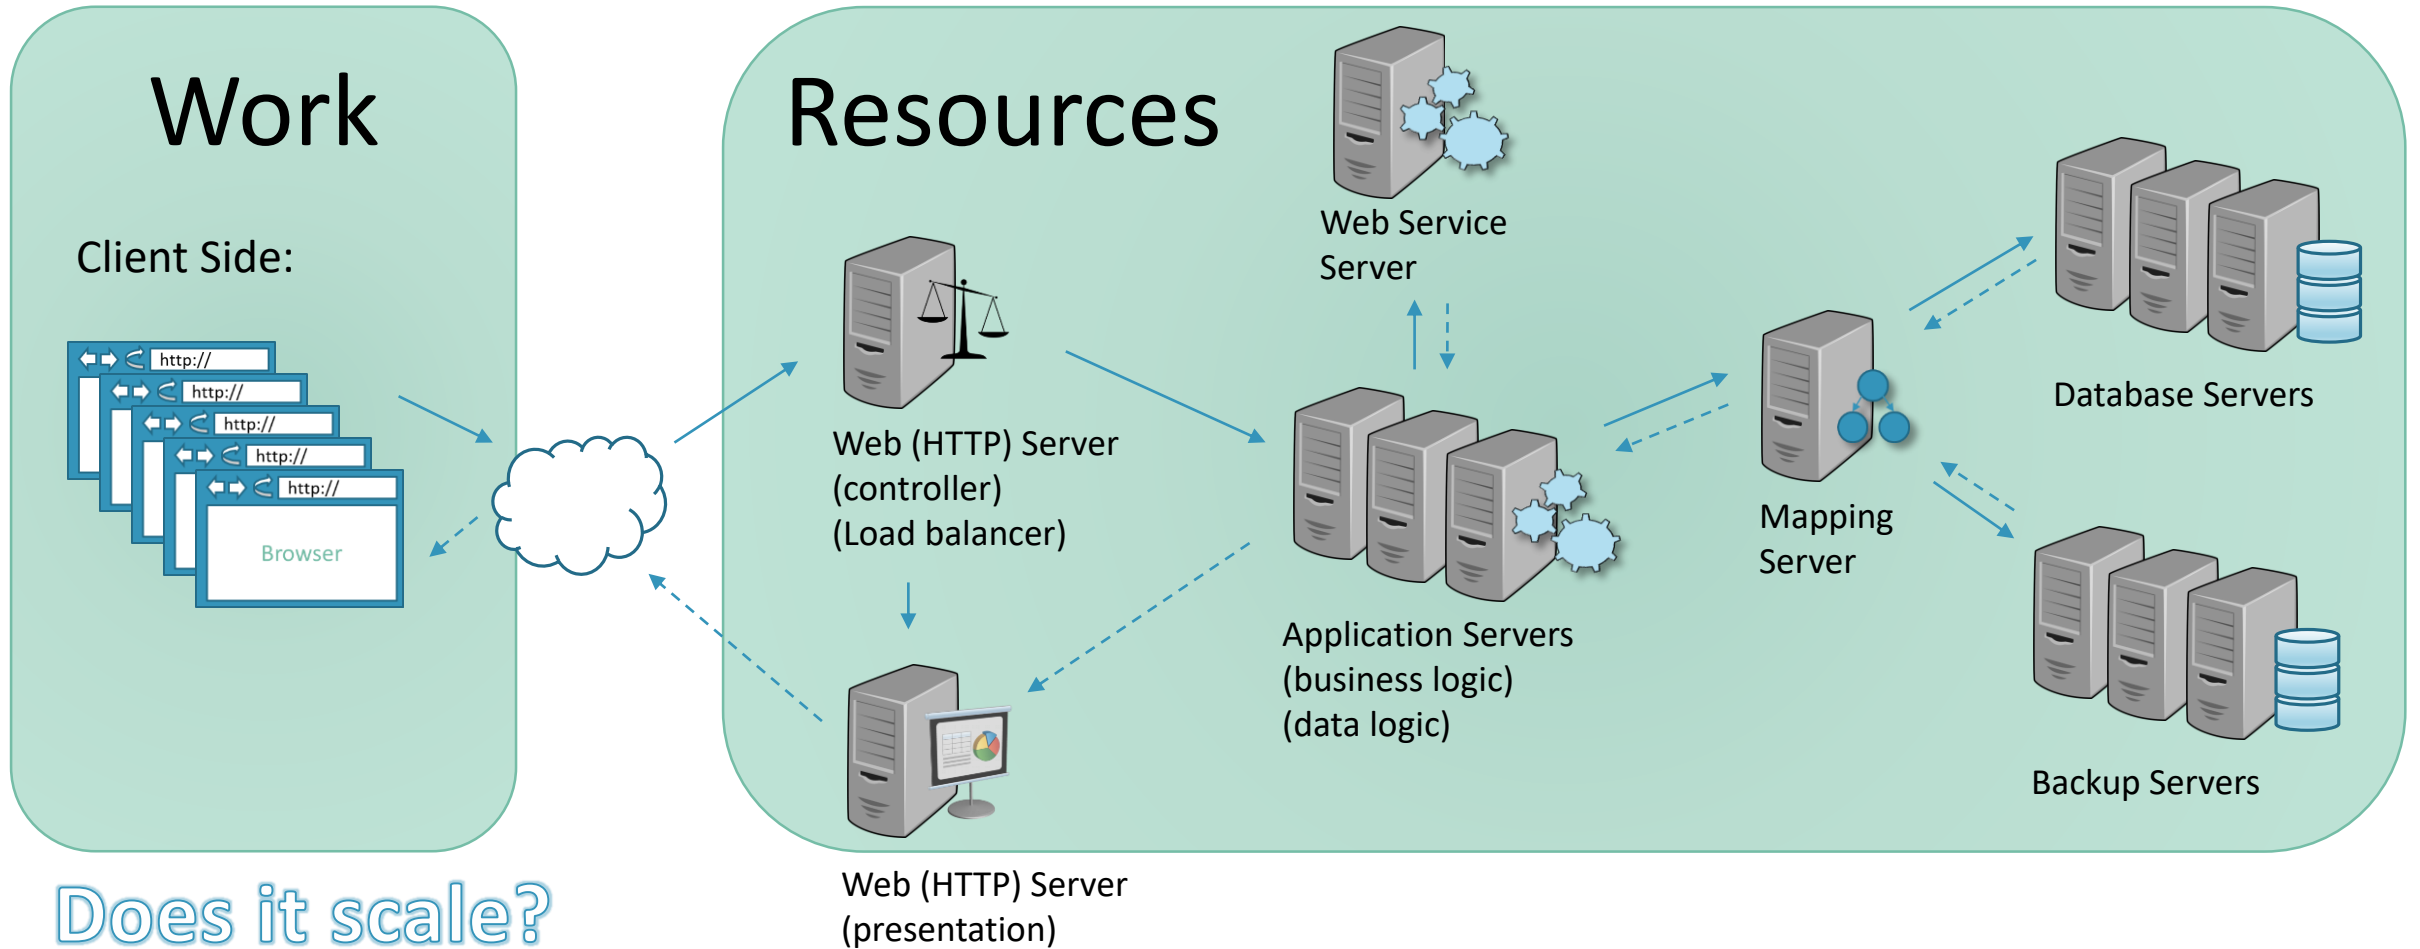 Work
Client Side:
http://
http://
http://
http://
http://
Browser
Does it scale?
Resources
Web Service
Server
Web (HTTP) Server
(controller)
(Load balancer)
Web (HTTP) Server
(presentation)
Application Servers
(business logic)
(data logic)
Mapping
Server
Database Servers
Backup Servers